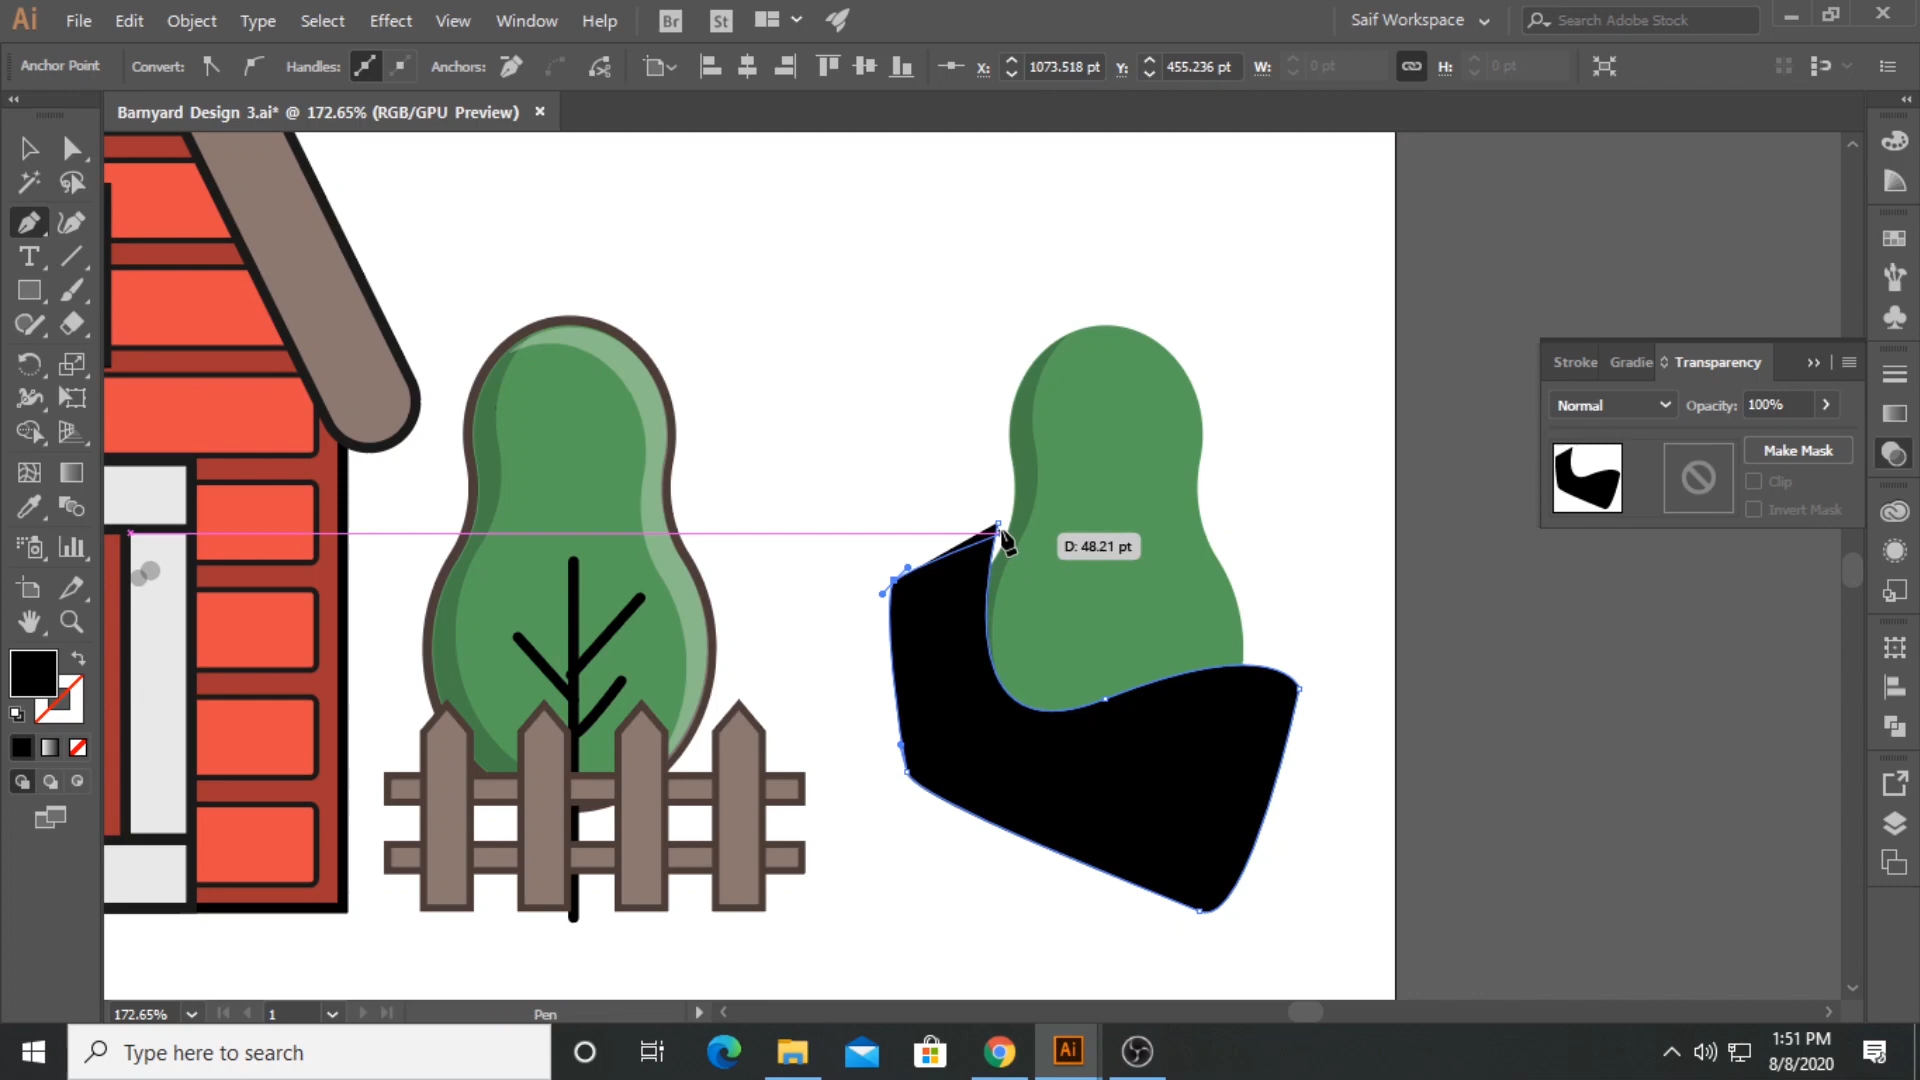 Ai File Edit Object Type Select Effect View Window Help Br St Saif Workspace Search Adobe Stock
Anchor Point Convert: Handles: Anchors: X: 1073.518 pt Y: 455.236 pt W: 0 pt H: 0 pt
Barnyard Design 3.ai* @ 172.65% (RGB/GPU Preview)
Stroke Gradie Transparency
Normal Opacity: 100%
Make Mask
Clip
Invert Mask
D: 48.21 pt
172.65% 1 Pen
Type here to search
Ai
1:51 PM
8/8/2020